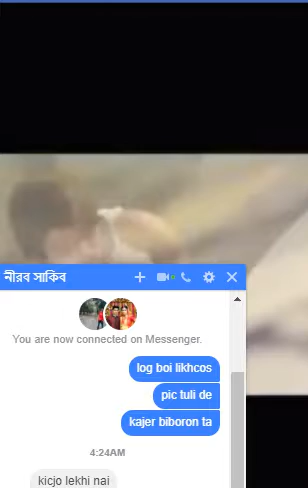 নীরব সাকিব
You are now connected on Messenger.
log boi likhcos
pic tuli de
kajer biboron ta
4:24AM
kicjo lekhi nai